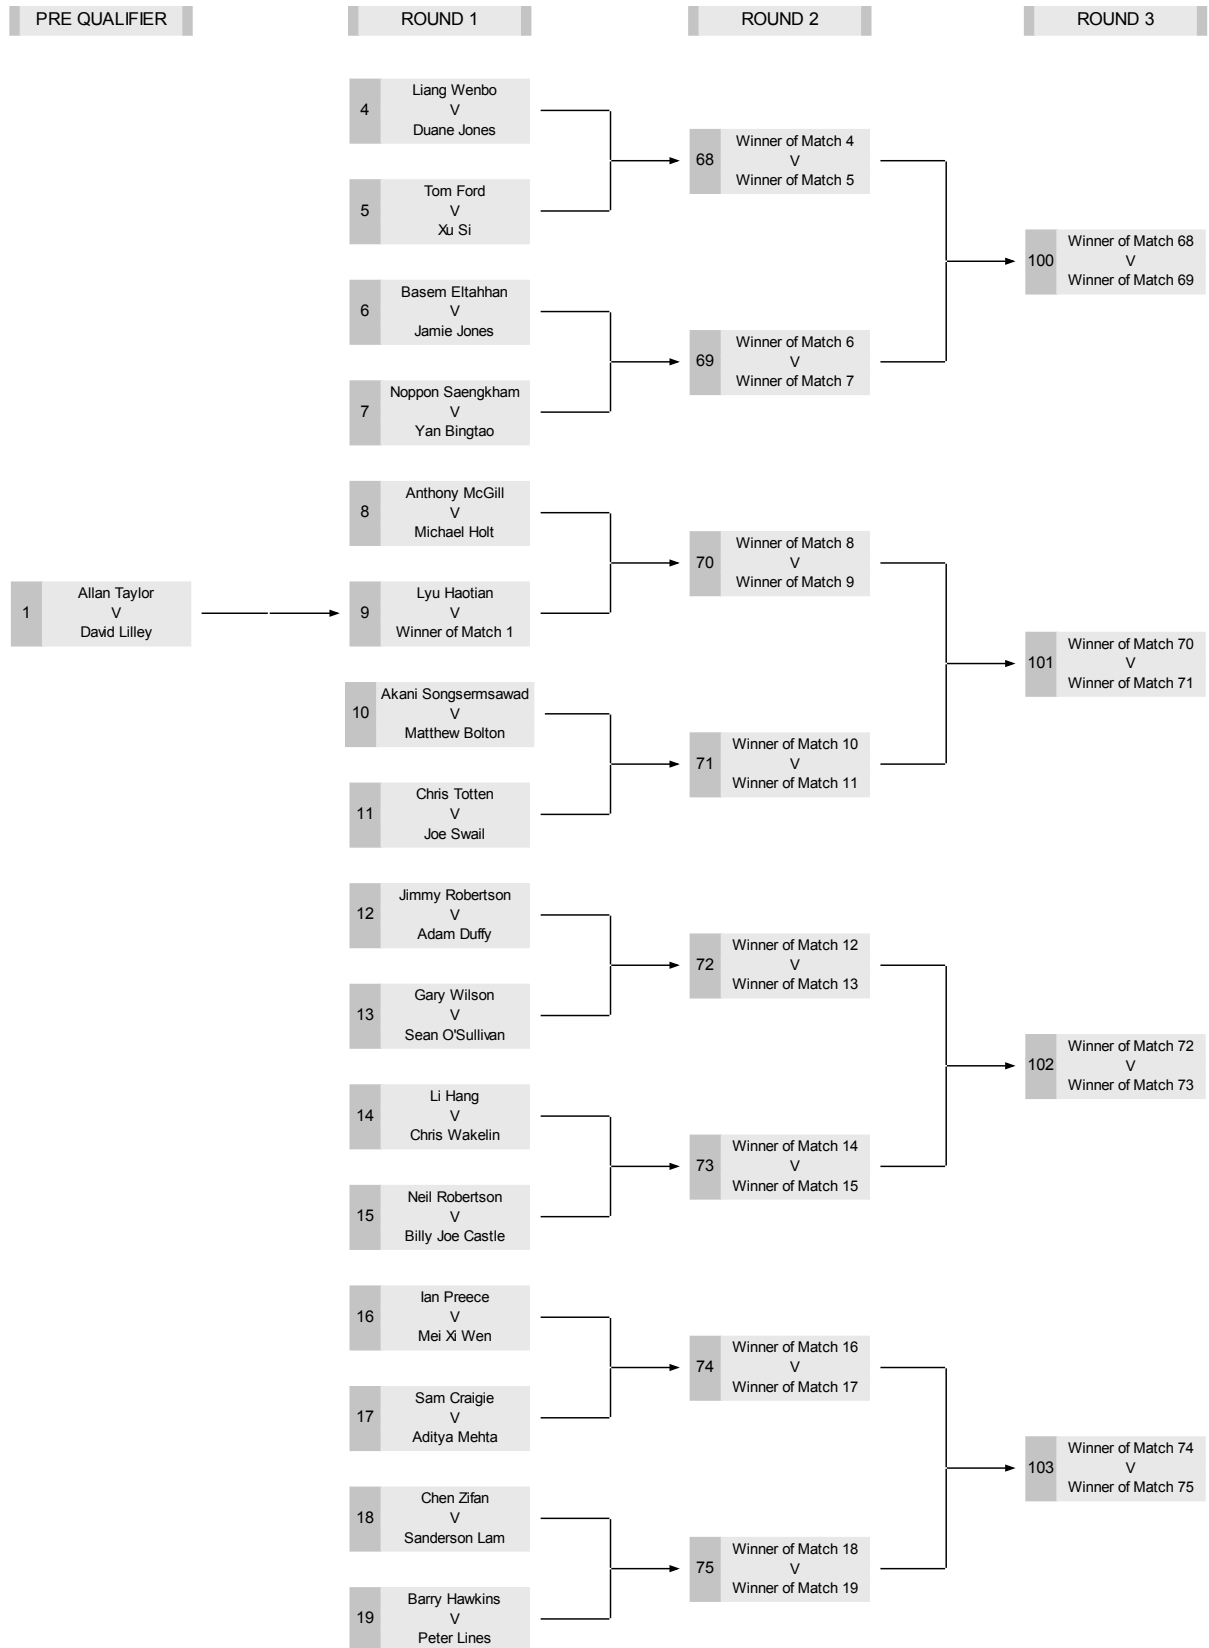 PRE QUALIFIER
ROUND 1
ROUND 2
ROUND 3
4
Liang Wenbo
V
Duane Jones
5
Tom Ford
V
Xu Si
6
Basem Eltahhan
V
Jamie Jones
7
Noppon Saengkham
V
Yan Bingtao
8
Anthony McGill
V
Michael Holt
1
Allan Taylor
V
David Lilley
9
Lyu Haotian
V
Winner of Match 1
10
Akani Songsermsawad
V
Matthew Bolton
11
Chris Totten
V
Joe Swail
12
Jimmy Robertson
V
Adam Duffy
13
Gary Wilson
V
Sean O'Sullivan
14
Li Hang
V
Chris Wakelin
15
Neil Robertson
V
Billy Joe Castle
16
Ian Preece
V
Mei Xi Wen
17
Sam Craigie
V
Aditya Mehta
18
Chen Zifan
V
Sanderson Lam
19
Barry Hawkins
V
Peter Lines
68
Winner of Match 4
V
Winner of Match 5
69
Winner of Match 6
V
Winner of Match 7
70
Winner of Match 8
V
Winner of Match 9
71
Winner of Match 10
V
Winner of Match 11
72
Winner of Match 12
V
Winner of Match 13
73
Winner of Match 14
V
Winner of Match 15
74
Winner of Match 16
V
Winner of Match 17
75
Winner of Match 18
V
Winner of Match 19
100
Winner of Match 68
V
Winner of Match 69
101
Winner of Match 70
V
Winner of Match 71
102
Winner of Match 72
V
Winner of Match 73
103
Winner of Match 74
V
Winner of Match 75